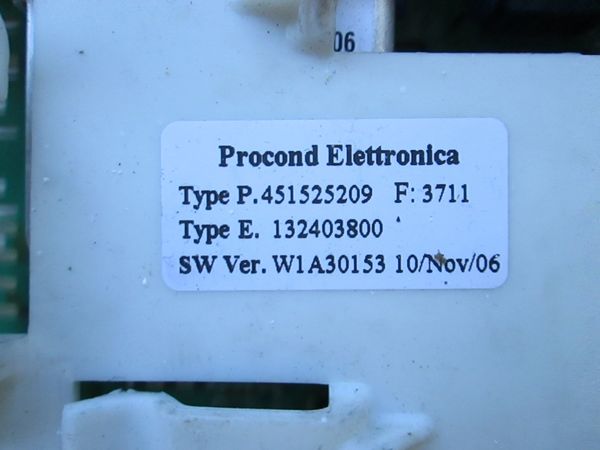 06
Procond Elettronica
Type P. 451525209 F: 3711
Type E. 132403800
SW Ver. W1A30153 10/Nov/06